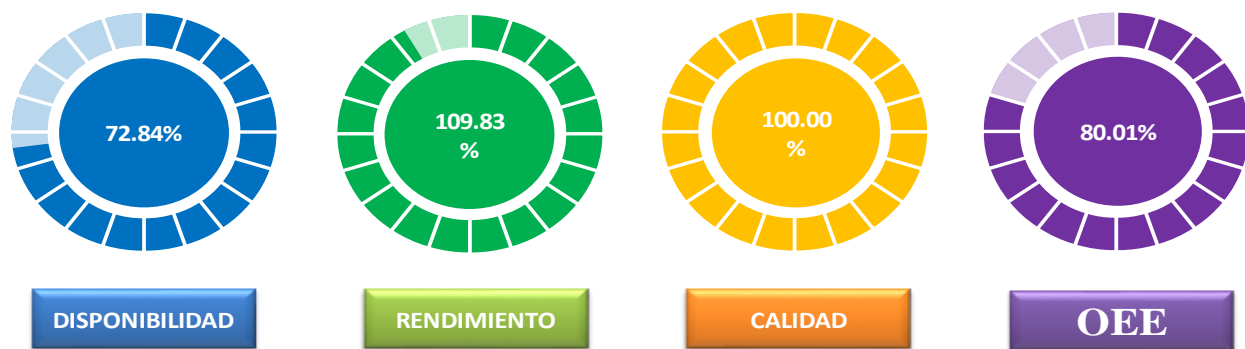 72.84%
109.83
%
100.00
%
80.01%
DISPONIBILIDAD
RENDIMIENTO
CALIDAD
OEE